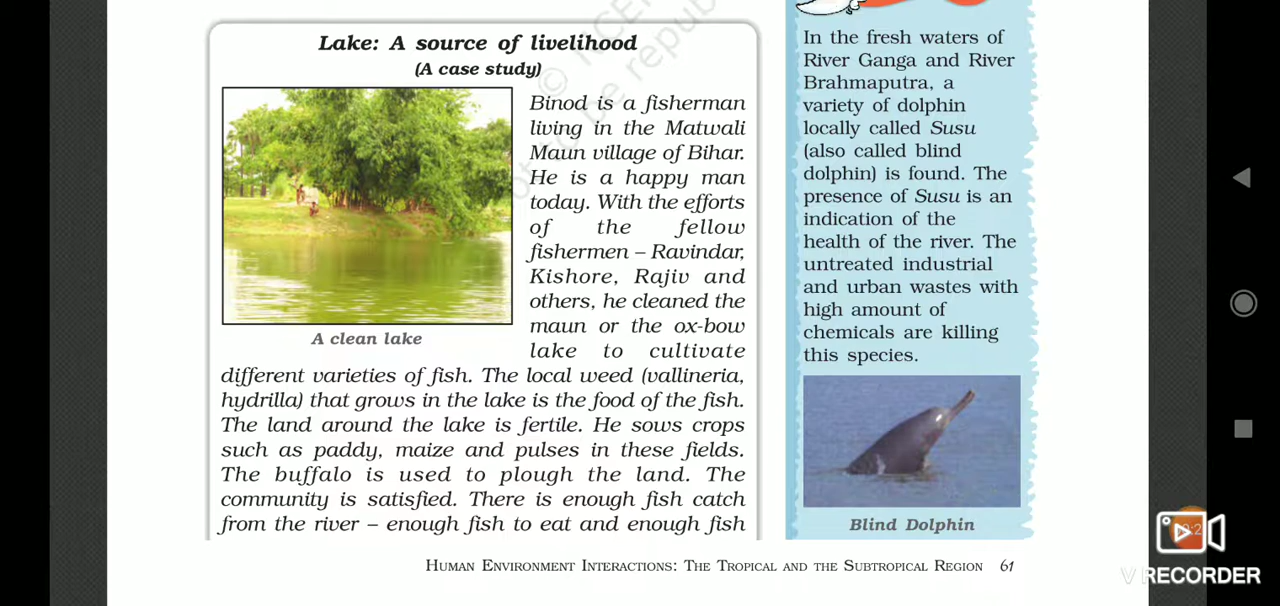 Lake: A source of livelihood
(A case study)
Binod is a fisherman
living in the Matwali
Maun village of Bihar.
He is a happy man
today. With the efforts
of the fellow
fishermen – Ravindar,
Kishore, Rajiv and
others, he cleaned the
maun or the ox-bow
lake to cultivate
A clean lake
different varieties of fish. The local weed (vallineria,
hydrilla) that grows in the lake is the food of the fish.
The land around the lake is fertile. He sows crops
such as paddy, maize and pulses in these fields.
The buffalo is used to plough the land. The
community is satisfied. There is enough fish catch
from the river – enough fish to eat and enough fish
In the fresh waters of
River Ganga and River
Brahmaputra, a
variety of dolphin
locally called Susu
(also called blind
dolphin) is found. The
presence of Susu is an
indication of the
health of the river. The
untreated industrial
and urban wastes with
high amount of
chemicals are killing
this species.
Blind Dolphin
Human Environment Interactions: The Tropical and the Subtropical Region 61
V RECORDER